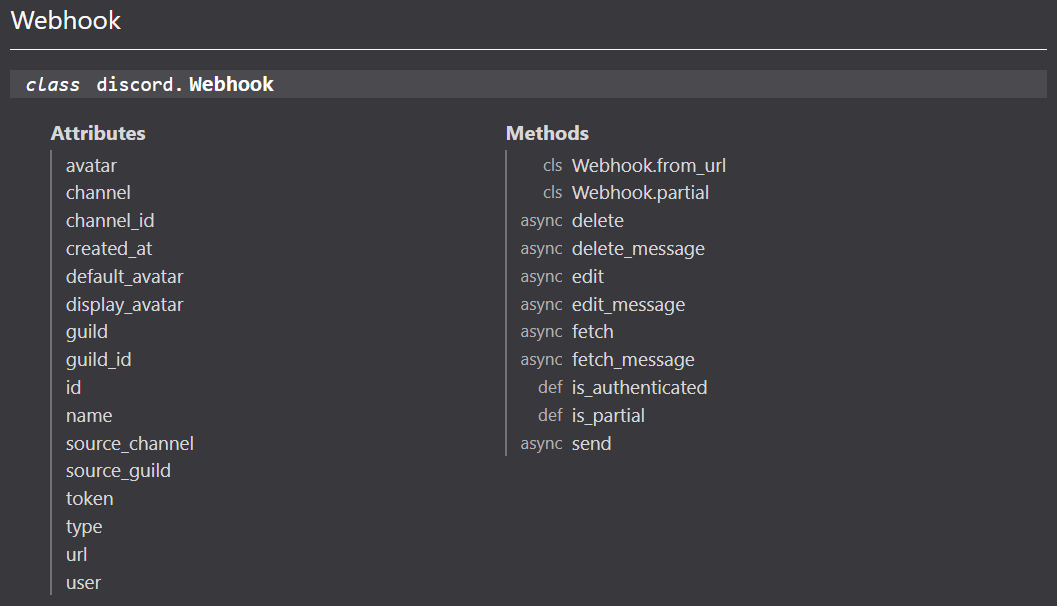 Webhook
class discord.Webhook
Attributes
avatar
channel
channel_id
created_at
default_avatar
display_avatar
guild
guild_id
id
name
source_channel
source_guild
token
type
url
user
Methods
cls Webhook.from_url
cls Webhook.partial
async delete
async delete_message
async edit
async edit_message
async fetch
async fetch_message
def is_authenticated
def is_partial
async send